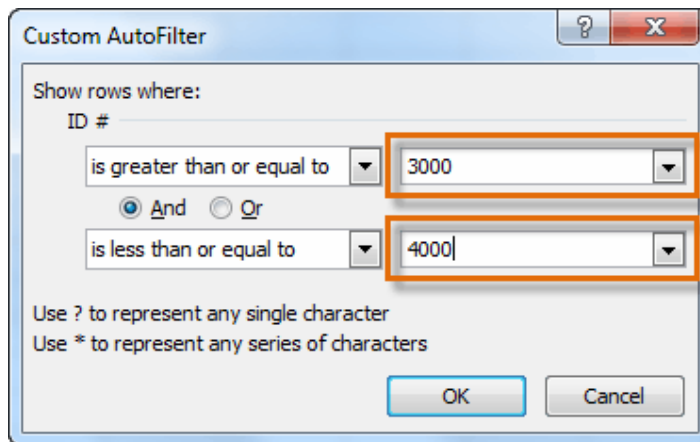 Custom AutoFilter
?
X
Show rows where:
ID #
is greater than or equal to 3000
And Or
is less than or equal to 4000
Use ? to represent any single character
Use * to represent any series of characters
OK Cancel